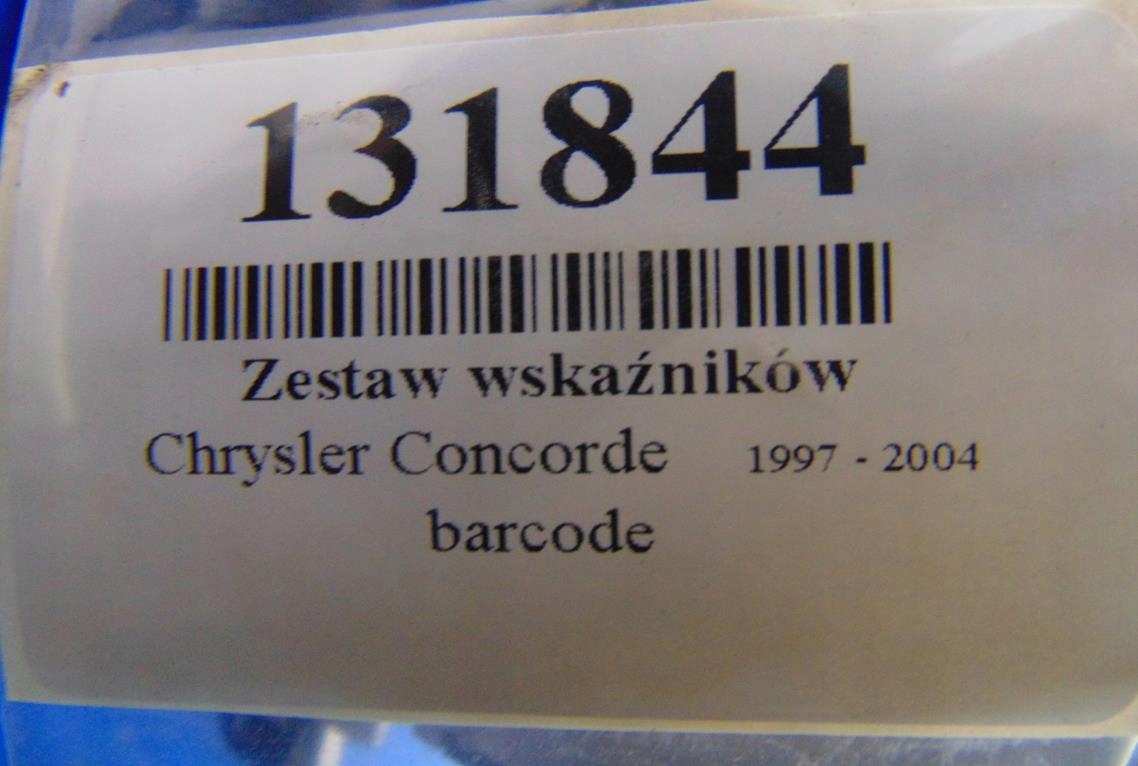 131844
Zestaw wskaźników
Chrysler Concorde 1997 - 2004
barcode